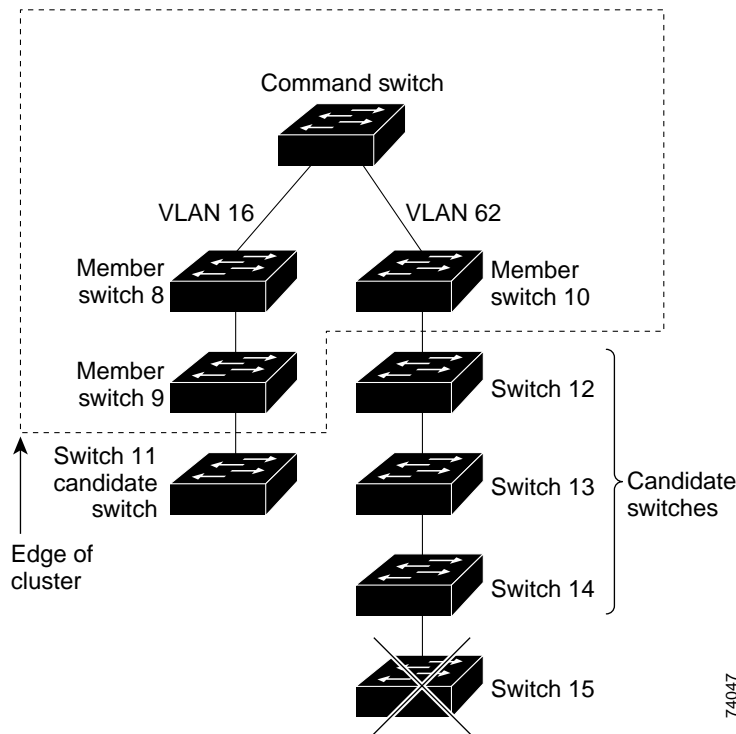 Command switch
VLAN 16
VLAN 62
Member
switch 8
Member
switch 10
Member
switch 9
Switch 12
Switch 11
candidate
switch
Switch 13
Candidate
switches
Edge of
cluster
Switch 14
Switch 15
74047